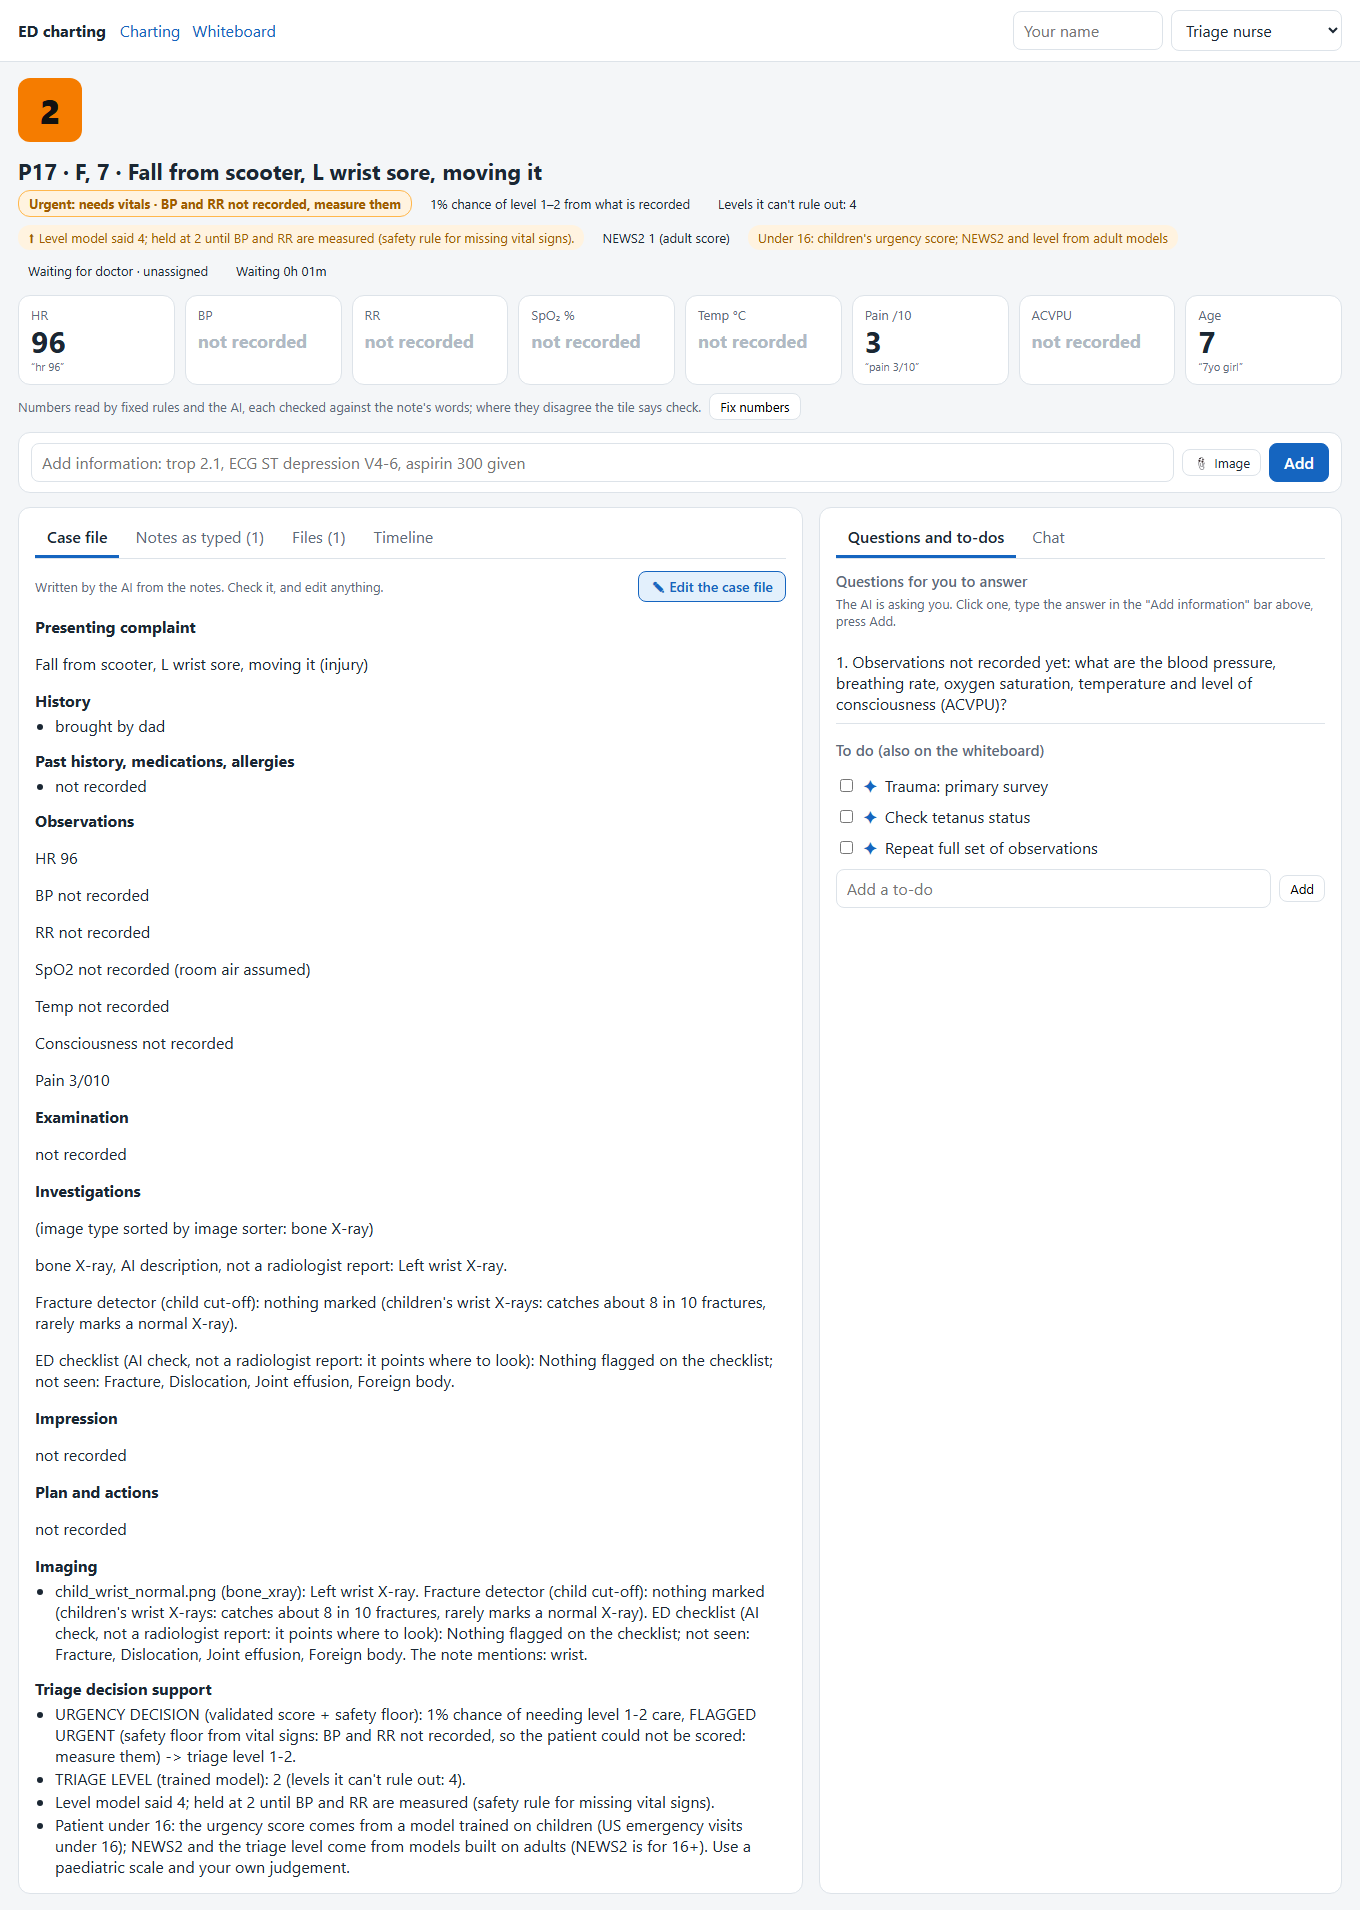 ED charting Charting Whiteboard Your name Triage nurse
2
P17 · F, 7 · Fall from scooter, L wrist sore, moving it
Urgent: needs vitals · BP and RR not recorded, measure them 1% chance of level 1–2 from what is recorded Levels it can't rule out: 4
⬆ Level model said 4; held at 2 until BP and RR are measured (safety rule for missing vital signs). NEWS2 1 (adult score) Under 16: children's urgency score; NEWS2 and level from adult models
Waiting for doctor · unassigned Waiting 0h 01m
HR BP RR SpO₂ % Temp °C Pain /10 ACVPU Age
96 not recorded not recorded not recorded not recorded 3 not recorded 7
"hr 96" "pain 3/10" "7yo girl"
Numbers read by fixed rules and the AI, each checked against the note's words; where they disagree the tile says check. Fix numbers
Add information: trop 2.1, ECG ST depression V4-6, aspirin 300 given Image Add
Case file Notes as typed (1) Files (1) Timeline
Written by the AI from the notes. Check it, and edit anything. Edit the case file
Presenting complaint
Fall from scooter, L wrist sore, moving it (injury)
History
• brought by dad
Past history, medications, allergies
• not recorded
Observations
HR 96
BP not recorded
RR not recorded
SpO2 not recorded (room air assumed)
Temp not recorded
Consciousness not recorded
Pain 3/010
Examination
not recorded
Investigations
(image type sorted by image sorter: bone X-ray)
bone X-ray, AI description, not a radiologist report: Left wrist X-ray.
Fracture detector (child cut-off): nothing marked (children's wrist X-rays: catches about 8 in 10 fractures,
rarely marks a normal X-ray).
ED checklist (AI check, not a radiologist report: it points where to look): Nothing flagged on the checklist;
not seen: Fracture, Dislocation, Joint effusion, Foreign body.
Impression
not recorded
Plan and actions
not recorded
Imaging
• child_wrist_normal.png (bone_xray): Left wrist X-ray. Fracture detector (child cut-off): nothing marked
(children's wrist X-rays: catches about 8 in 10 fractures, rarely marks a normal X-ray). ED checklist (AI
check, not a radiologist report: it points where to look): Nothing flagged on the checklist; not seen:
Fracture, Dislocation, Joint effusion, Foreign body. The note mentions: wrist.
Triage decision support
• URGENCY DECISION (validated score + safety floor): 1% chance of needing level 1-2 care, FLAGGED
URGENT (safety floor from vital signs: BP and RR not recorded, so the patient could not be scored:
measure them) -> triage level 1-2.
• TRIAGE LEVEL (trained model): 2 (levels it can't rule out: 4).
• Level model said 4; held at 2 until BP and RR are measured (safety rule for missing vital signs).
• Patient under 16: the urgency score comes from a model trained on children (US emergency visits
under 16); NEWS2 and the triage level come from models built on adults (NEWS2 is for 16+). Use a
paediatric scale and your own judgement.
Questions and to-dos Chat
Questions for you to answer
The AI is asking you. Click one, type the answer in the "Add information" bar above,
press Add.
1. Observations not recorded yet: what are the blood pressure,
breathing rate, oxygen saturation, temperature and level of
consciousness (ACVPU)?
To do (also on the whiteboard)
✦ Trauma: primary survey
✦ Check tetanus status
✦ Repeat full set of observations
Add a to-do Add